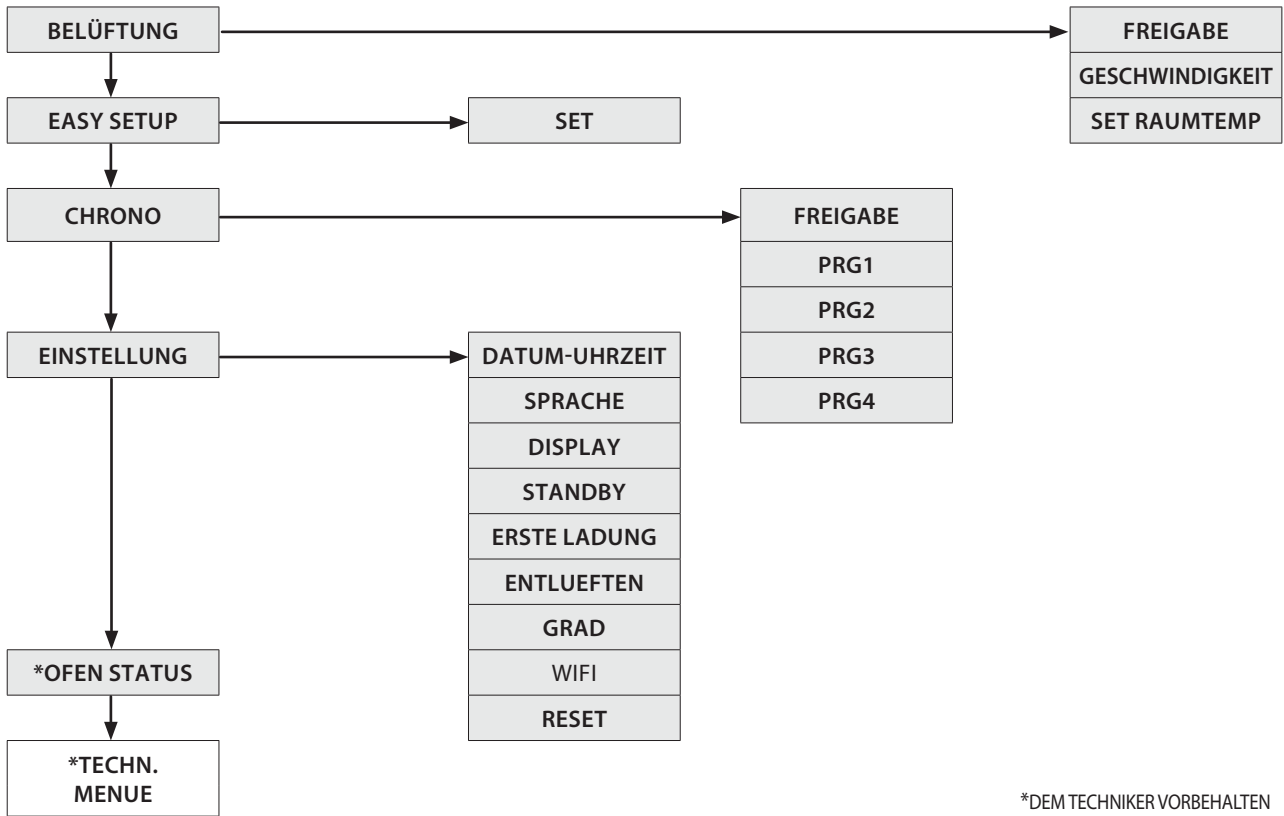 BELÜFTUNG
FREIGABE
GESCHWINDIGKEIT
SET RAUMTEMP
EASY SETUP
SET
CHRONO
FREIGABE
PRG1
PRG2
PRG3
PRG4
EINSTELLUNG
DATUM-UHRZEIT
SPRACHE
DISPLAY
STANDBY
ERSTE LADUNG
ENTLUEFTEN
GRAD
WIFI
RESET
*OFEN STATUS
*TECHN.
MENUE
*DEM TECHNIKER VORBEHALTEN